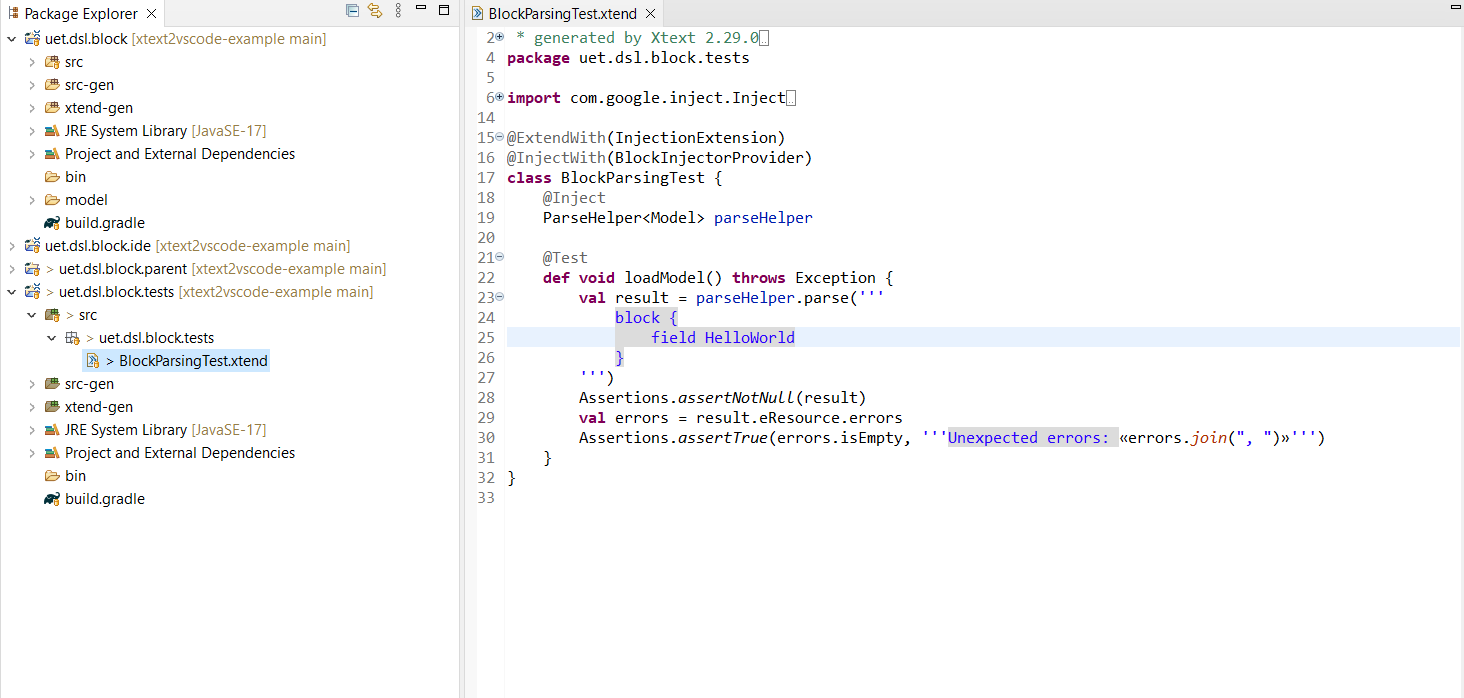 Package Explorer
uet.dsl.block [xtext2vscode-example main]
src
src-gen
xtend-gen
JRE System Library [JavaSE-17]
Project and External Dependencies
bin
model
build.gradle
uet.dsl.block.ide [xtext2vscode-example main]
> uet.dsl.block.parent [xtext2vscode-example main]
> uet.dsl.block.tests [xtext2vscode-example main]
> src
> uet.dsl.block.tests
> BlockParsingTest.xtend
src-gen
xtend-gen
JRE System Library [JavaSE-17]
Project and External Dependencies
bin
build.gradle
BlockParsingTest.xtend
2 * generated by Xtext 2.29.0
4 package uet.dsl.block.tests
5
6 import com.google.inject.Inject
14
15 @ExtendWith(InjectionExtension)
16 @InjectWith(BlockInjectorProvider)
17 class BlockParsingTest {
18 @Inject
19 ParseHelper<Model> parseHelper
20
21 @Test
22 def void loadModel() throws Exception {
23 val result = parseHelper.parse('''
24 block {
25 field HelloWorld
26 }
27 ''')
28 Assertions.assertNotNull(result)
29 val errors = result.eResource.errors
30 Assertions.assertTrue(errors.isEmpty, '''Unexpected errors: «errors.join(", ")»''')
31 }
32 }
33